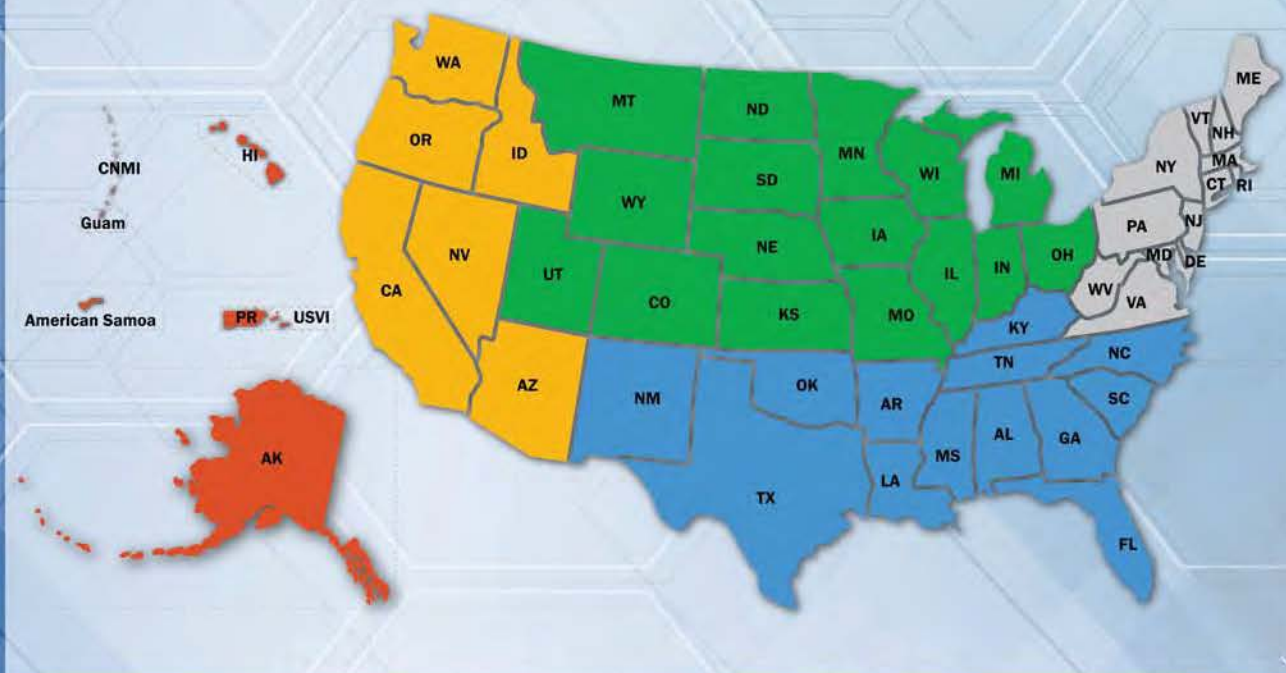 WA
ME
MT
ND
VT
NH
OR
ID
MN
HI
CNMI
NY
MA
SD
WI
MI
CT
RI
WY
Guam
PA
NJ
IA
NE
NV
OH
MD
DE
UT
IL
IN
CA
WV
CO
VA
KS
MO
American Samoa
PR
USVI
KY
NC
TN
AZ
OK
NM
AR
SC
AL
GA
MS
AK
LA
TX
FL